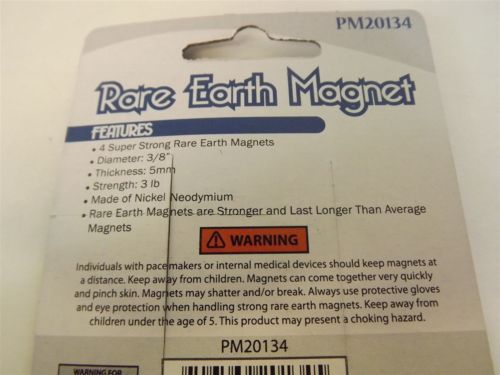 PM20134
Rare Earth Magnet
FEATURES
• 4 Super Strong Rare Earth Magnets
• Diameter: 3/8"
• Thickness: 5mm
• Strength: 3 lb
• Made of Nickel Neodymium
• Rare Earth Magnets are Stronger and Last Longer Than Average
Magnets
WARNING
Individuals with pacemakers or internal medical devices should keep magnets at
a distance. Keep away from children. Magnets can come together very quickly
and pinch skin. Magnets may shatter and/or break. Always use protective gloves
and eye protection when handling strong rare earth magnets. Keep away from
children under the age of 5. This product may present a choking hazard.
PM20134
WARNING FOR